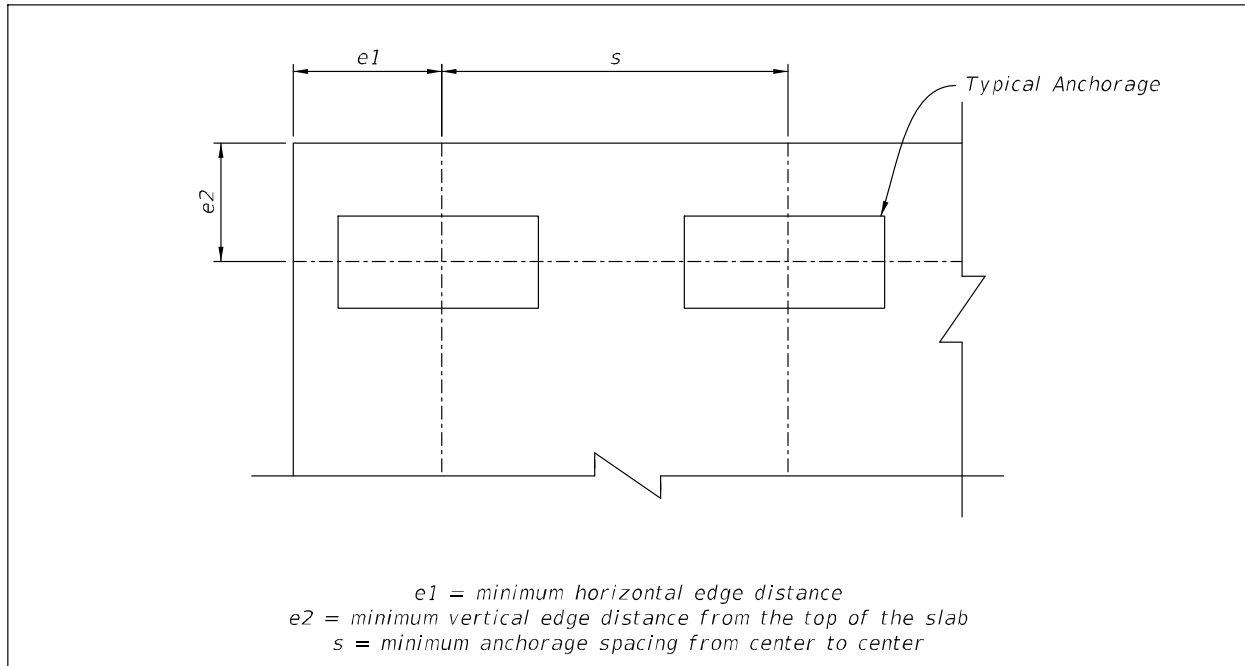 e1
s
Typical Anchorage
e2
e1 = minimum horizontal edge distance
e2 = minimum vertical edge distance from the top of the slab
s = minimum anchorage spacing from center to center